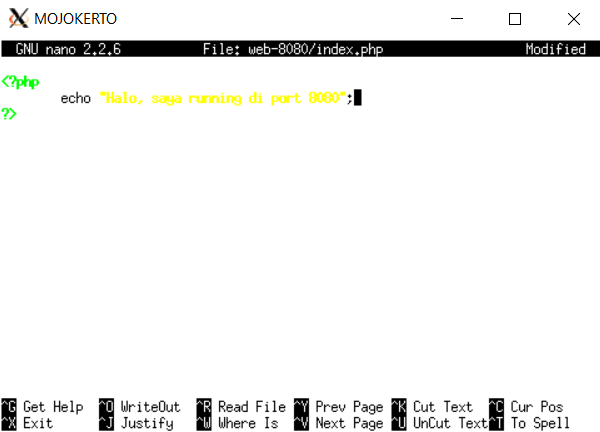 MOJOKERTO
GNU nano 2.2.6 File: web-8080/index.php Modified
<?php
echo "Halo, saya running di port 8080";
?>
^G Get Help ^O WriteOut ^R Read File ^Y Prev Page ^K Cut Text ^C Cur Pos
^X Exit ^J Justify ^W Where Is ^V Next Page ^U UnCut Text ^T To Spell